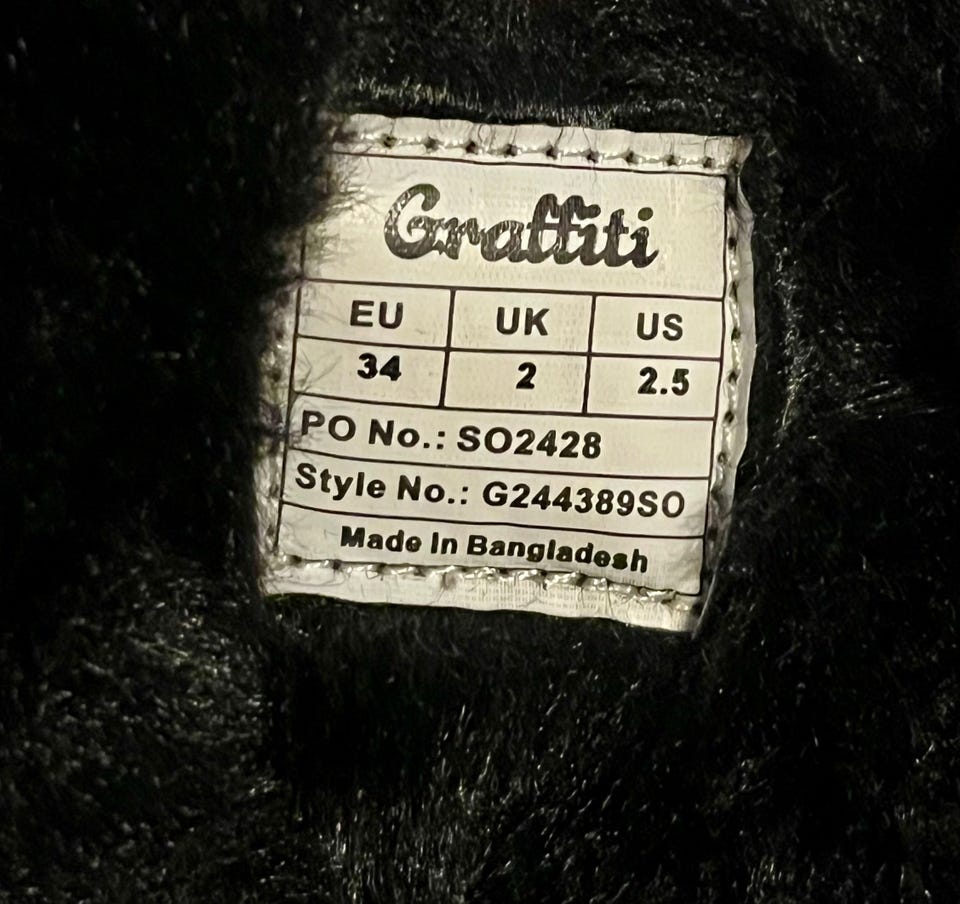 Graffiti
EU UK US
34 2 2.5
PO No.: SO2428
Style No.: G244389SO
Made In Bangladesh